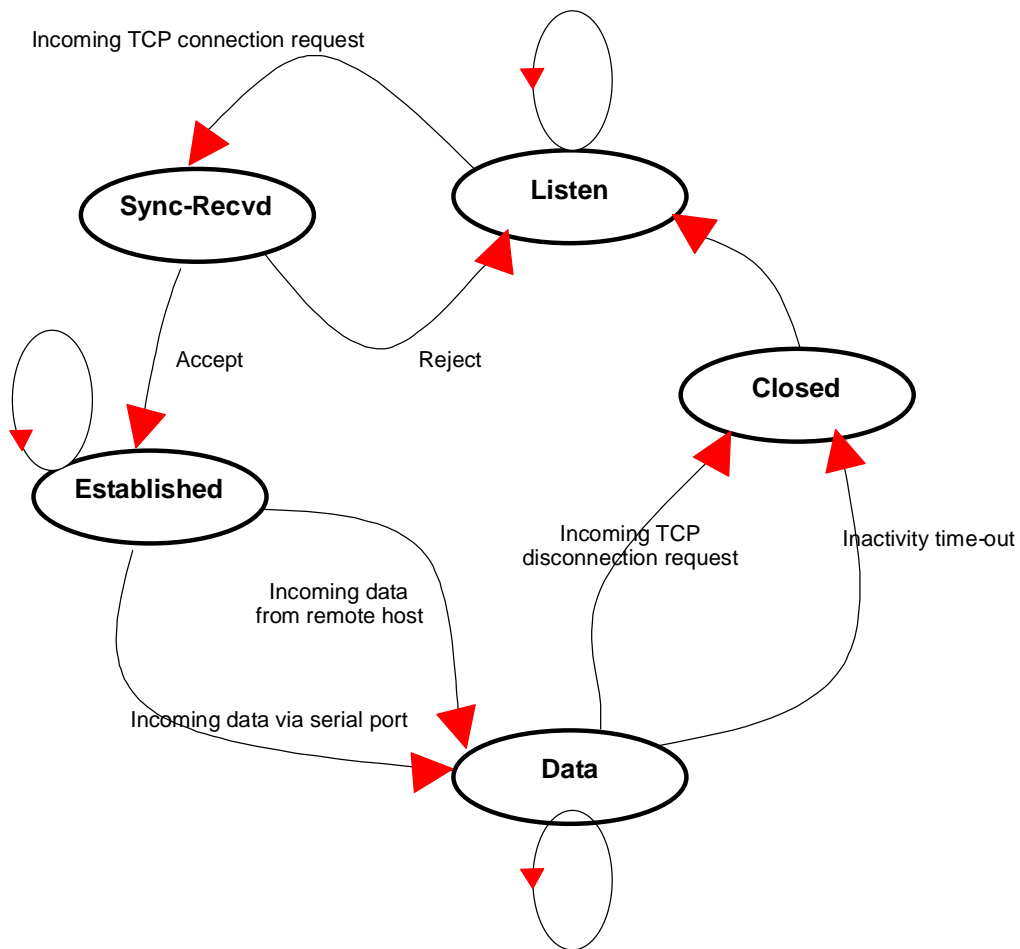 Incoming TCP connection request
Listen
Sync-Recvd
Accept
Reject
Closed
Established
Incoming TCP
disconnection request
Inactivity time-out
Incoming data
from remote host
Incoming data via serial port
Data